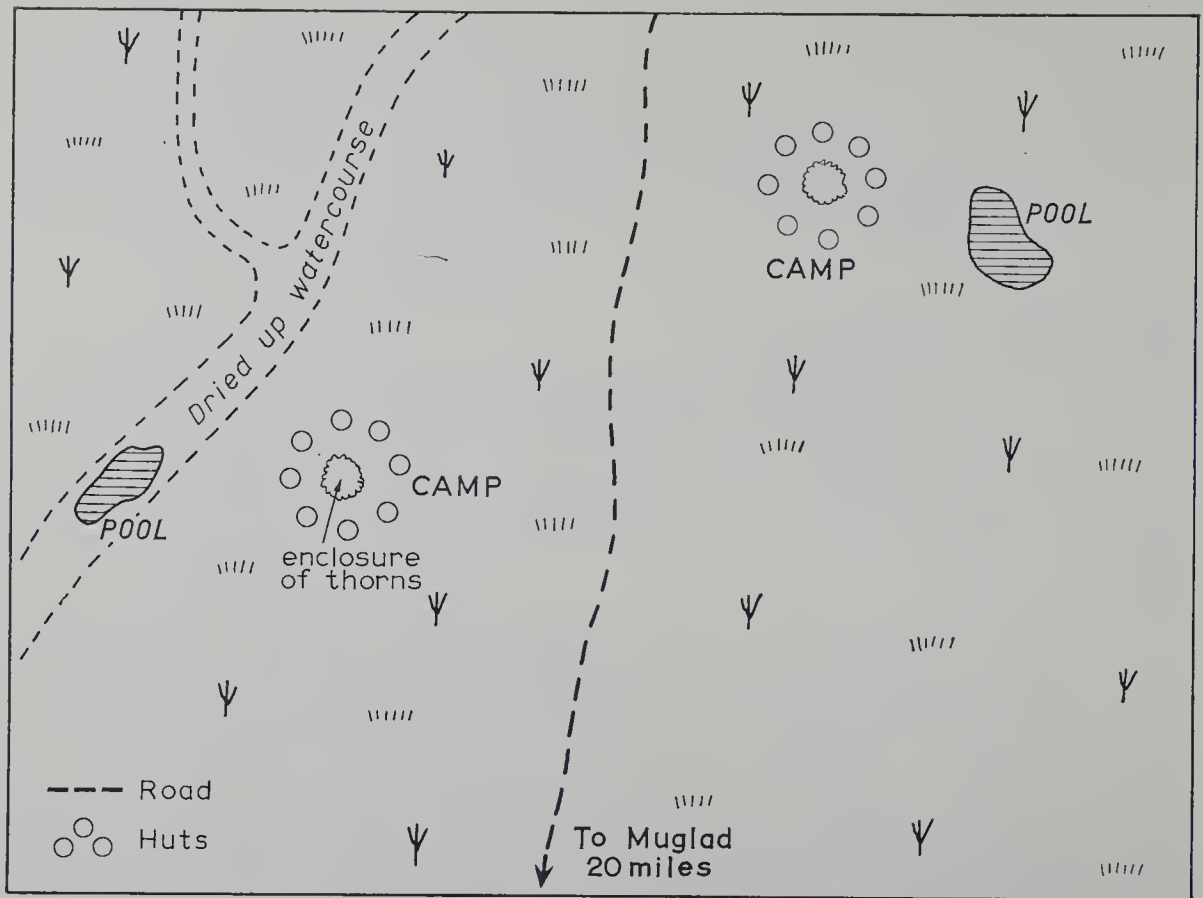 Dried up watercourse
POOL
CAMP
CAMP
POOL
enclosure
of thorns
Road
Huts
To Muglad
20 miles